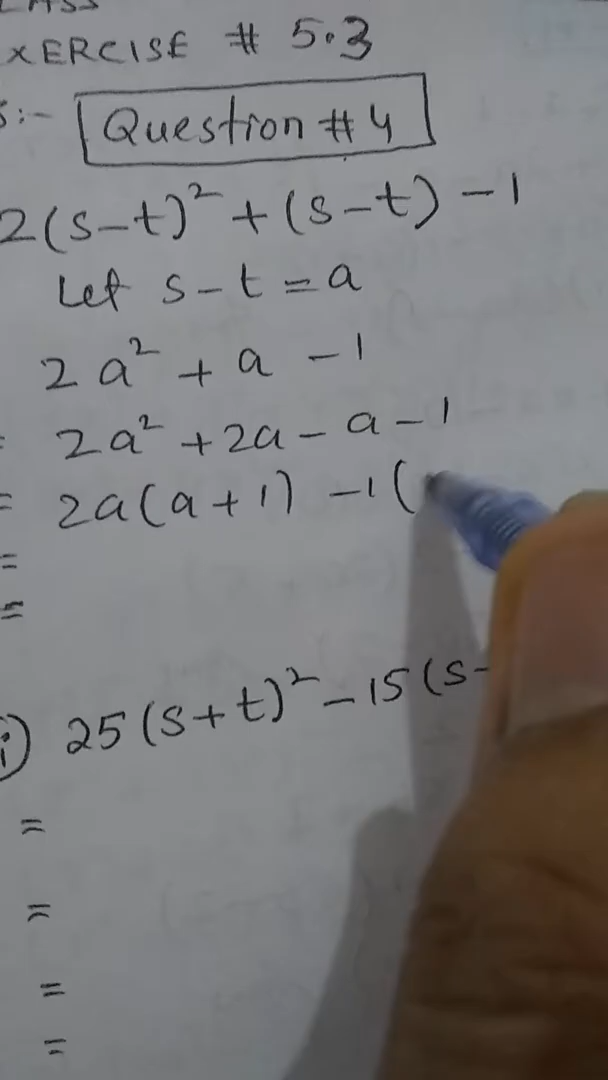 XERCISE # 5.3
Question # 4
2(s-t)² + (s-t) - 1
Let s - t = a
2a² + a - 1
= 2a² + 2a - a - 1
= 2a(a + 1) - 1(
=
=
i) 25(s+t)² - 15(s-
=
=
=
=